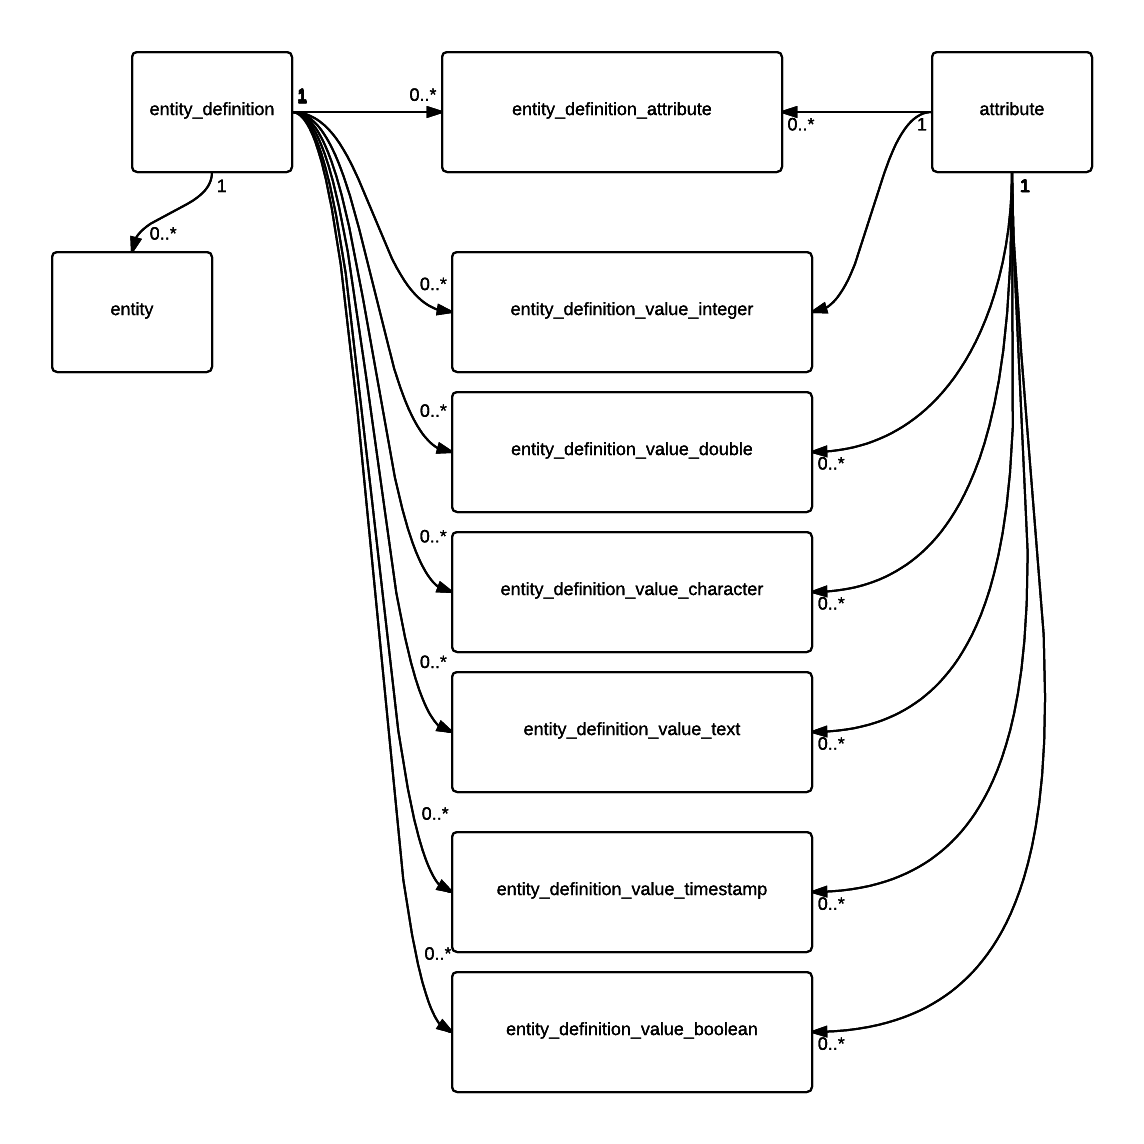 entity_definition
1
0..*
entity_definition_attribute
0..*
1
attribute
1
0..*
1
entity
0..*
entity_definition_value_integer
0..*
entity_definition_value_double
0..*
0..*
entity_definition_value_character
0..*
0..*
entity_definition_value_text
0..*
0..*
entity_definition_value_timestamp
0..*
0..*
entity_definition_value_boolean
0..*